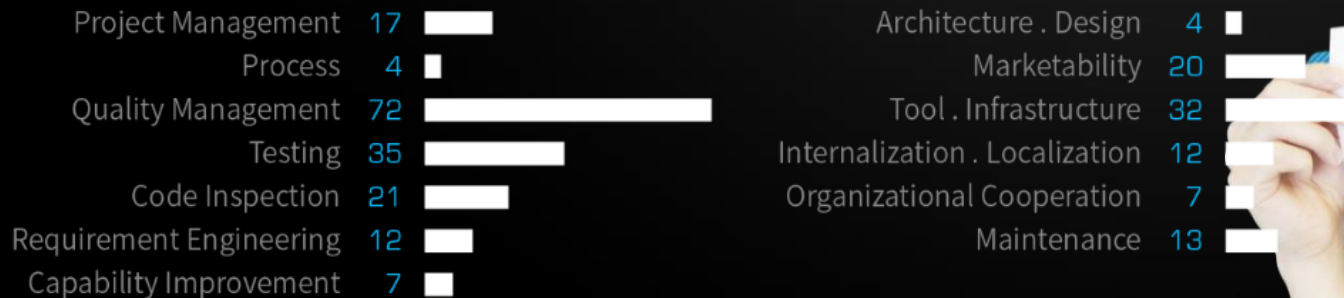 Project Management 17
Process 4
Quality Management 72
Testing 35
Code Inspection 21
Requirement Engineering 12
Capability Improvement 7
Architecture . Design 4
Marketability 20
Tool . Infrastructure 32
Internalization . Localization 12
Organizational Cooperation 7
Maintenance 13